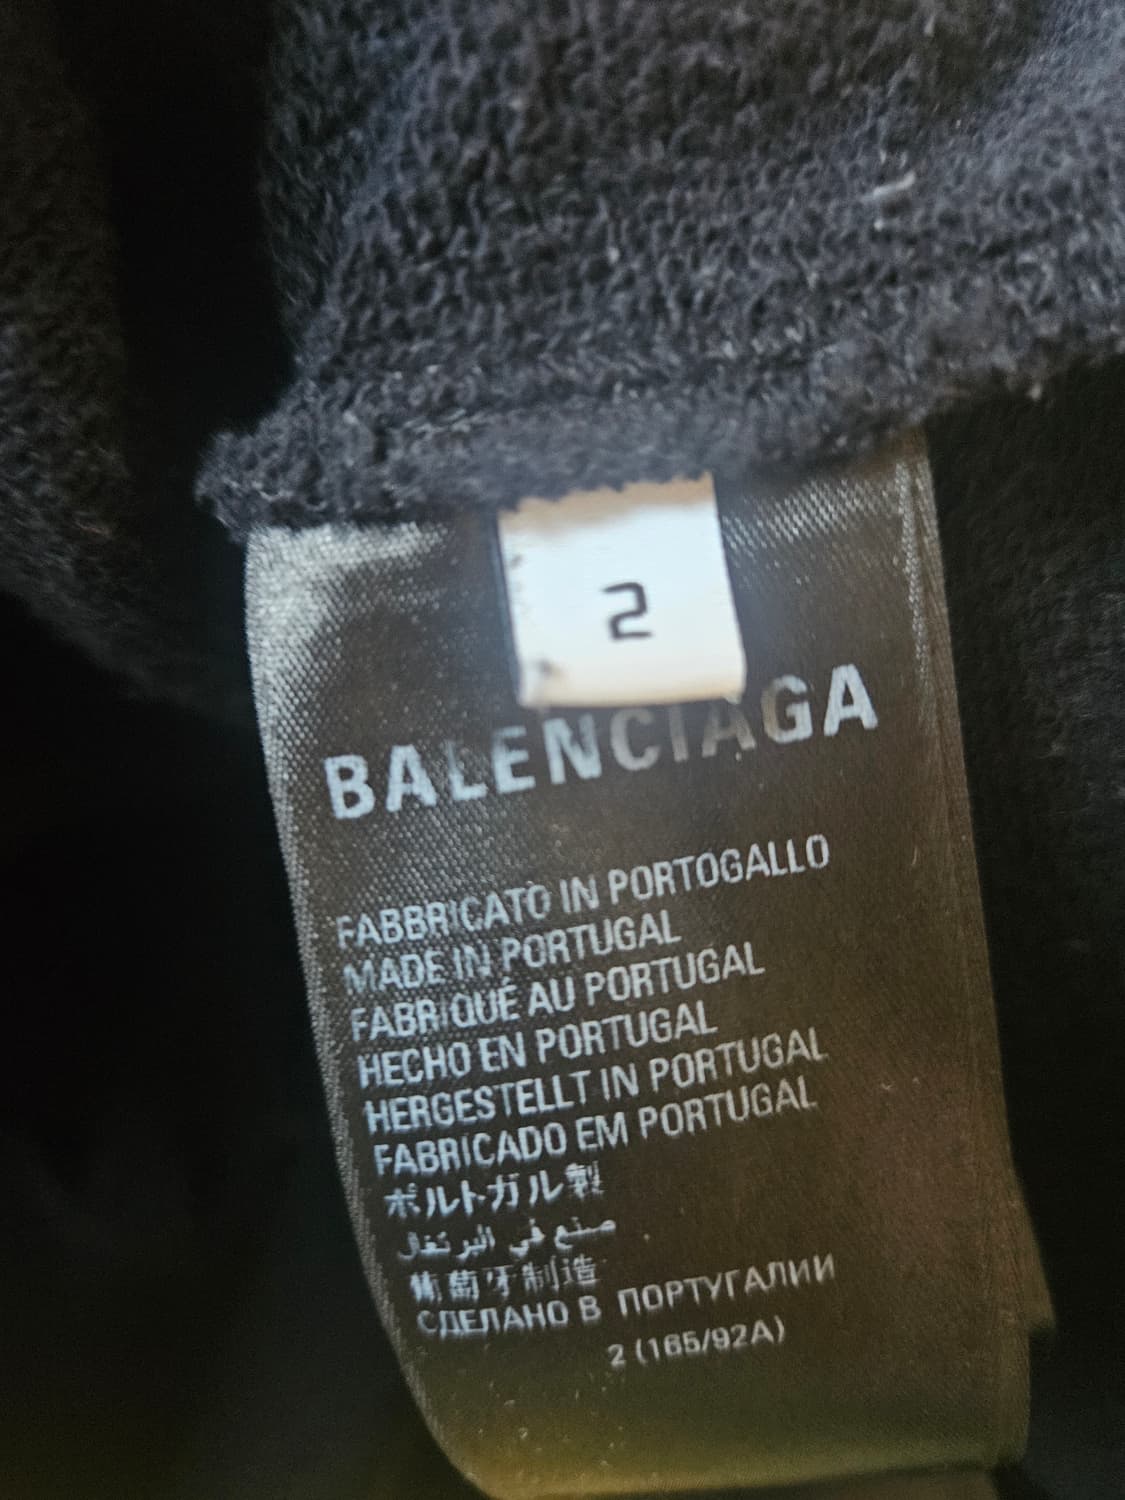 2
BALENCIAGA
FABBRICATO IN PORTOGALLO
MADE IN PORTUGAL
FABRIQUÉ AU PORTUGAL
HECHO EN PORTUGAL
HERGESTELLT IN PORTUGAL
FABRICADO EM PORTUGAL
ポルトガル製
صنع في البرتغال
葡萄牙制造
СДЕЛАНО В ПОРТУГАЛИИ
2 (165/92A)